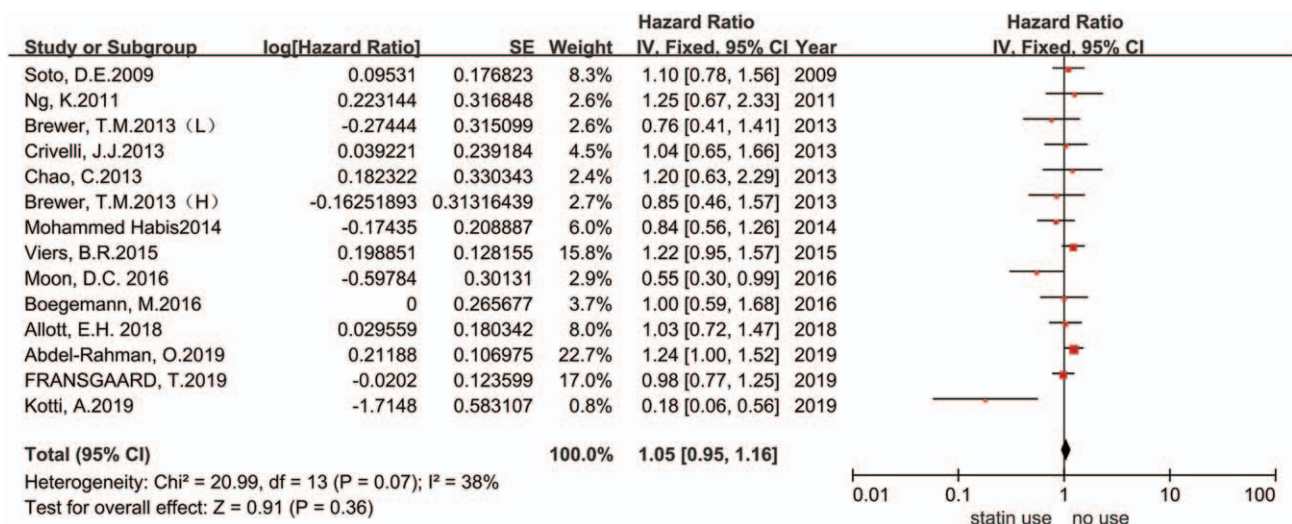 Hazard Ratio Hazard Ratio
Study or Subgroup log[Hazard Ratio] SE Weight IV, Fixed, 95% CI Year IV, Fixed, 95% CI
Soto, D.E.2009 0.09531 0.176823 8.3% 1.10 [0.78, 1.56] 2009
Ng, K.2011 0.223144 0.316848 2.6% 1.25 [0.67, 2.33] 2011
Brewer, T.M.2013（L） -0.27444 0.315099 2.6% 0.76 [0.41, 1.41] 2013
Crivelli, J.J.2013 0.039221 0.239184 4.5% 1.04 [0.65, 1.66] 2013
Chao, C.2013 0.182322 0.330343 2.4% 1.20 [0.63, 2.29] 2013
Brewer, T.M.2013（H） -0.16251893 0.31316439 2.7% 0.85 [0.46, 1.57] 2013
Mohammed Habis2014 -0.17435 0.208887 6.0% 0.84 [0.56, 1.26] 2014
Viers, B.R.2015 0.198851 0.128155 15.8% 1.22 [0.95, 1.57] 2015
Moon, D.C. 2016 -0.59784 0.30131 2.9% 0.55 [0.30, 0.99] 2016
Boegemann, M.2016 0 0.265677 3.7% 1.00 [0.59, 1.68] 2016
Allott, E.H. 2018 0.029559 0.180342 8.0% 1.03 [0.72, 1.47] 2018
Abdel-Rahman, O.2019 0.21188 0.106975 22.7% 1.24 [1.00, 1.52] 2019
FRANSGAARD, T.2019 -0.0202 0.123599 17.0% 0.98 [0.77, 1.25] 2019
Kotti, A.2019 -1.7148 0.583107 0.8% 0.18 [0.06, 0.56] 2019
Total (95% CI) 100.0% 1.05 [0.95, 1.16]
Heterogeneity: Chi² = 20.99, df = 13 (P = 0.07); I² = 38%
Test for overall effect: Z = 0.91 (P = 0.36)
0.01 0.1 1 10 100
statin use no use